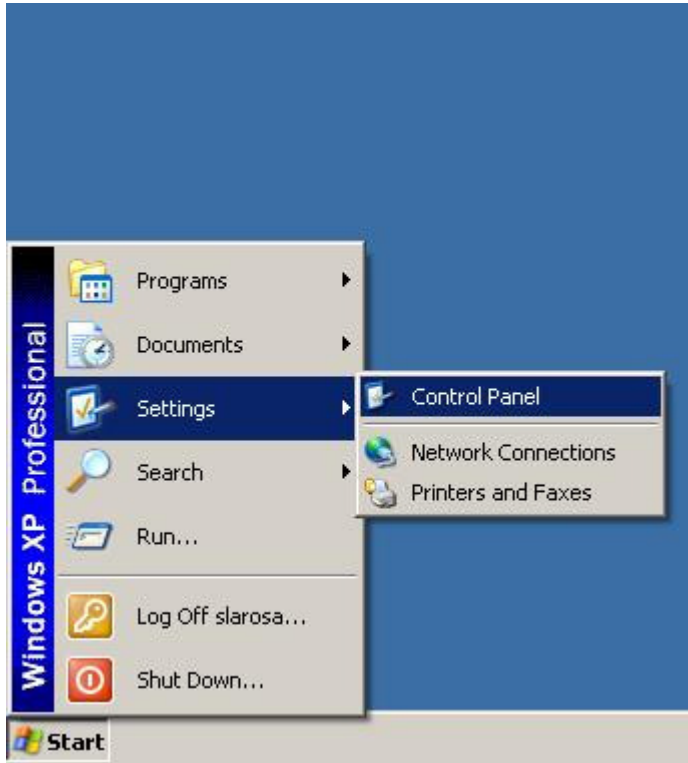 Programs
Documents
Settings
Search
Run...
Log Off slarosa...
Shut Down...
Control Panel
Network Connections
Printers and Faxes
Windows XP Professional
Start